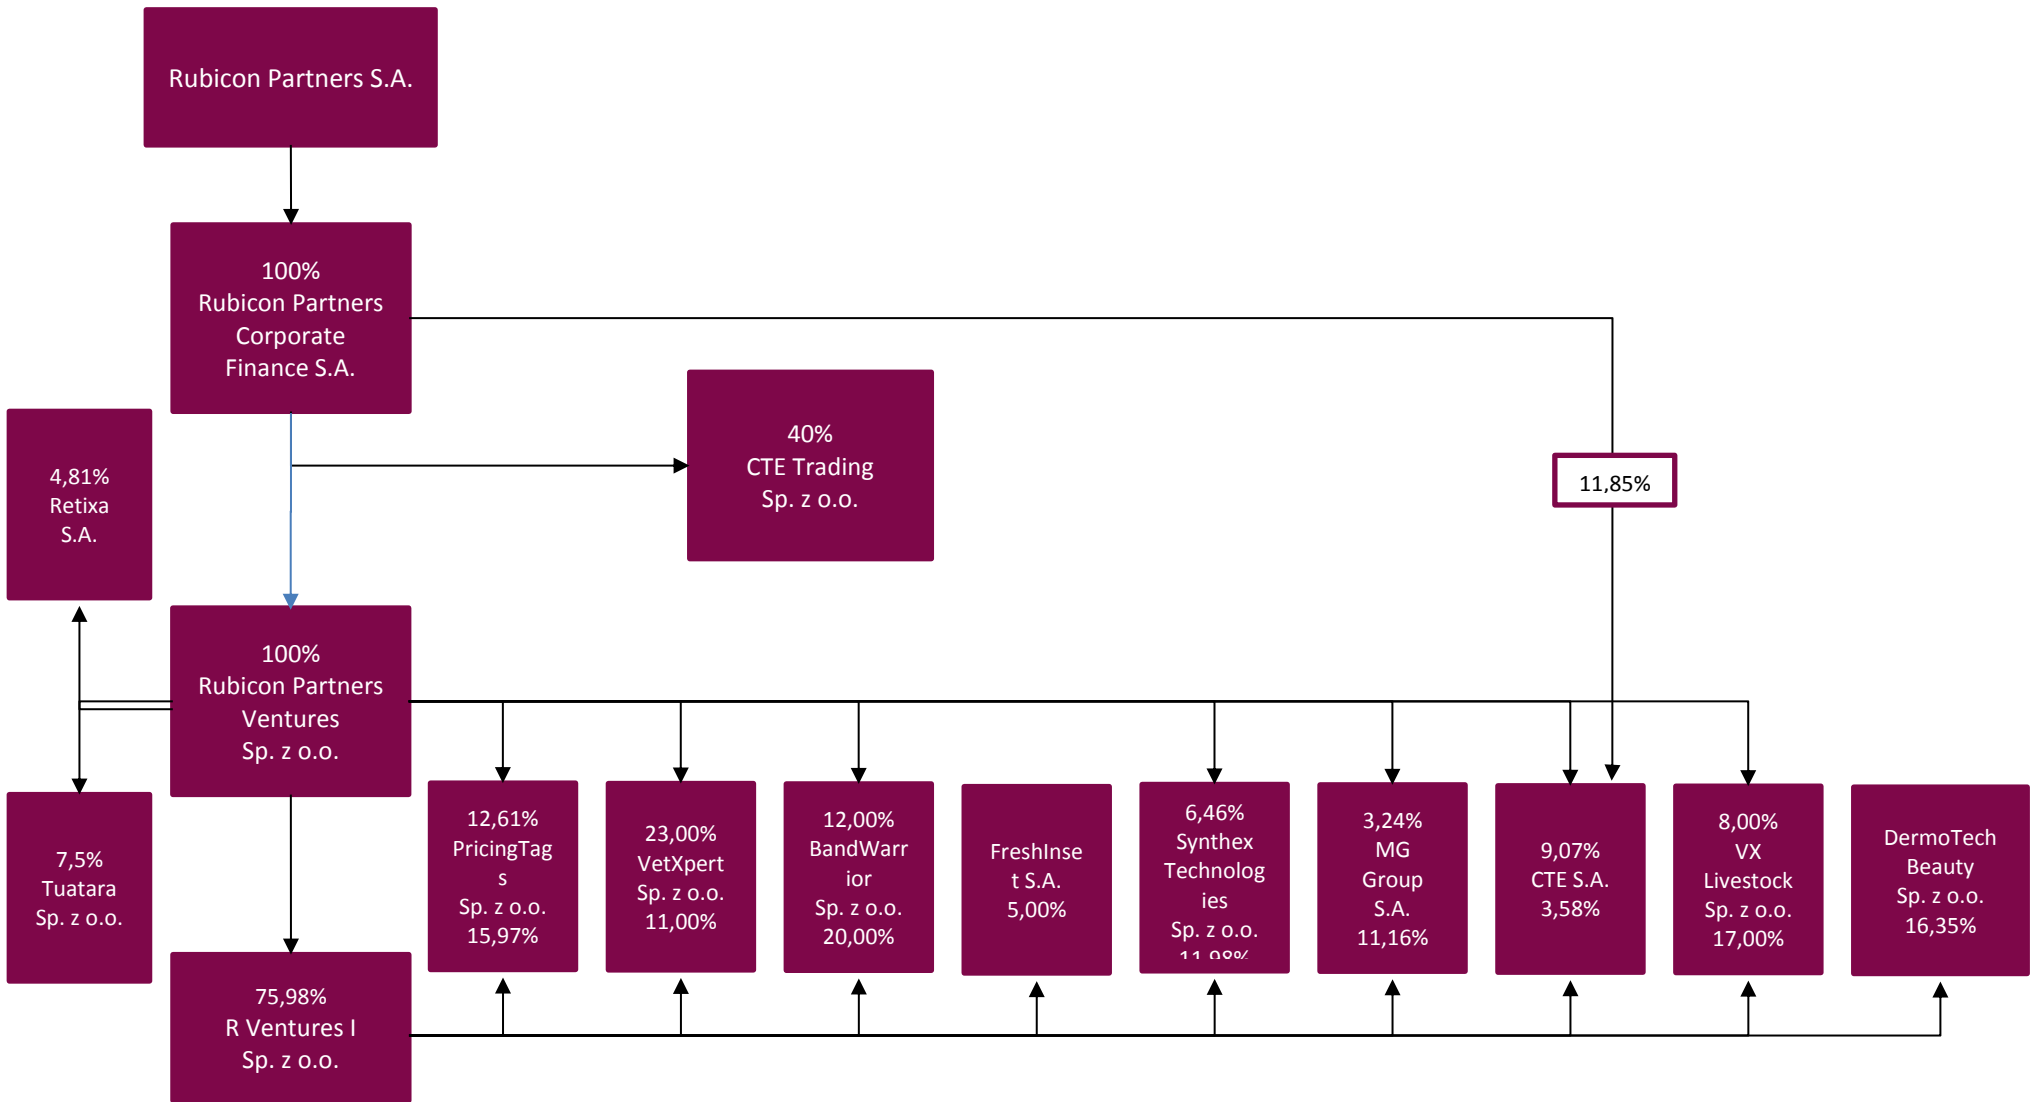 Rubicon Partners S.A.
100%
Rubicon Partners
Corporate
Finance S.A.
40%
CTE Trading
Sp. z o.o.
4,81%
Retixa
S.A.
11,85%
100%
Rubicon Partners
Ventures
Sp. z o.o.
7,5%
Tuatara
Sp. z o.o.
12,61%
PricingTag
s
Sp. z o.o.
15,97%
23,00%
VetXpert
Sp. z o.o.
11,00%
12,00%
BandWarr
ior
Sp. z o.o.
20,00%
FreshInse
t S.A.
5,00%
6,46%
Synthex
Technolog
ies
Sp. z o.o.
11,98%
3,24%
MG
Group
S.A.
11,16%
9,07%
CTE S.A.
3,58%
8,00%
VX
Livestock
Sp. z o.o.
17,00%
DermoTech
Beauty
Sp. z o.o.
16,35%
75,98%
R Ventures I
Sp. z o.o.